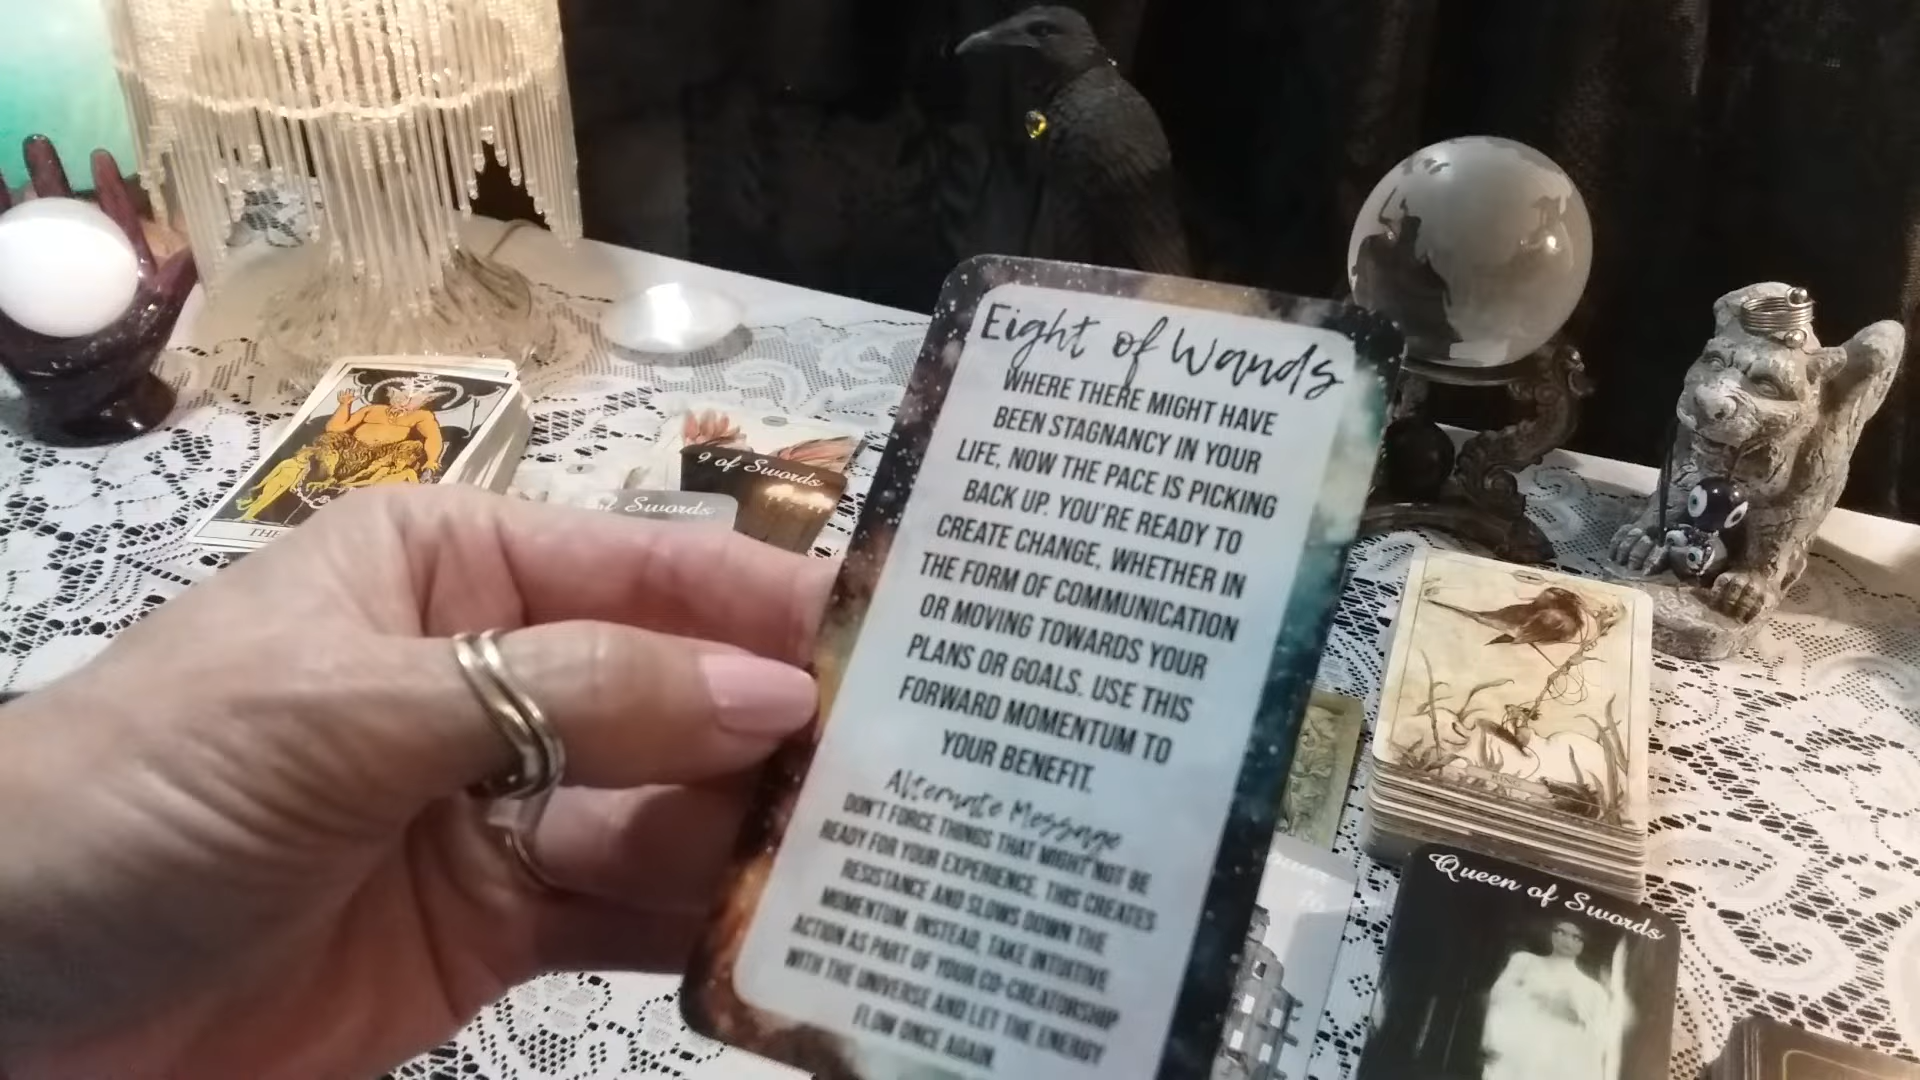 Eight of Wands
WHERE THERE MIGHT HAVE
BEEN STAGNANCY IN YOUR
LIFE, NOW THE PACE IS PICKING
BACK UP. YOU'RE READY TO
CREATE CHANGE, WHETHER IN
THE FORM OF COMMUNICATION
OR MOVING TOWARDS YOUR
PLANS OR GOALS. USE THIS
FORWARD MOMENTUM TO
YOUR BENEFIT.
Alternate Message
DON'T FORCE THINGS THAT MIGHT NOT BE
READY FOR YOUR EXPERIENCE. THIS CREATES
RESISTANCE AND SLOWS DOWN THE
MOMENTUM. INSTEAD, TAKE INTUITIVE
ACTION AS PART OF YOUR CO-CREATORSHIP
WITH THE UNIVERSE AND LET THE ENERGY
FLOW ONCE AGAIN.
9 of Swords
of Swords
THE
Queen of Swords